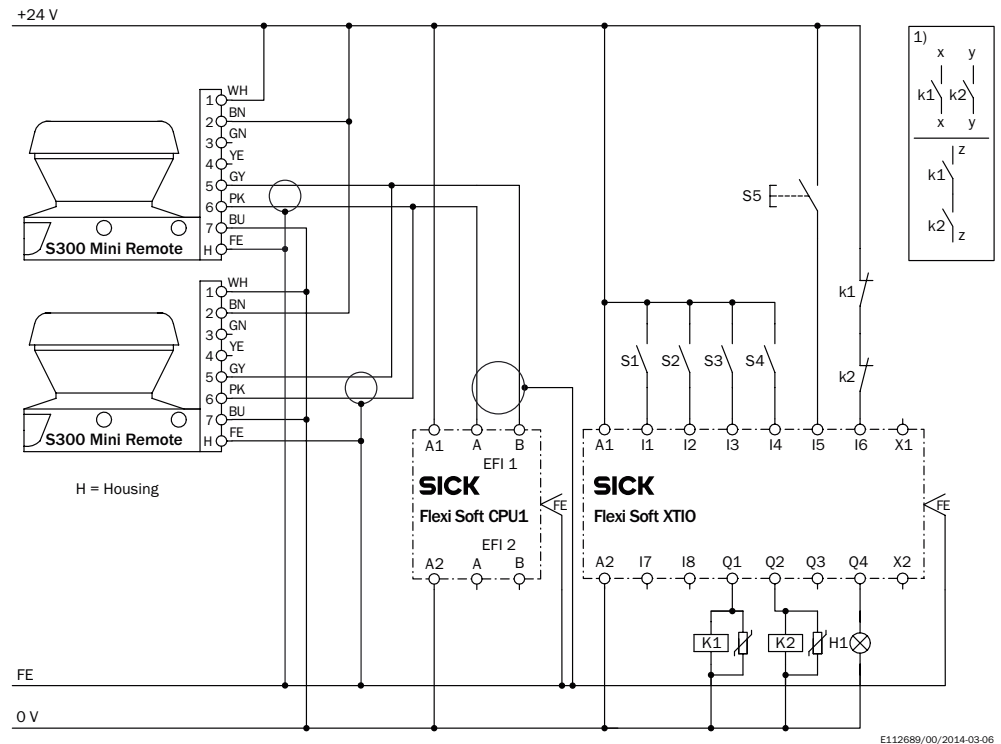 +24 V
1)
x y
k1 k2
x y
z
k1
k2
z
1 WH
2 BN
3 GN
4 YE
5 GY
6 PK
7 BU
H FE
S300 Mini Remote
1 WH
2 BN
3 GN
4 YE
5 GY
6 PK
7 BU
H FE
S300 Mini Remote
H = Housing
S5
k1
k2
S1 S2 S3 S4
A1 A B
EFI 1
SICK
Flexi Soft CPU1
FE
EFI 2
A2 A B
A1 I1 I2 I3 I4 I5 I6 X1
SICK
Flexi Soft XTIO
FE
A2 I7 I8 Q1 Q2 Q3 Q4 X2
K1 K2 H1
FE
0 V
E112689/00/2014-03-06